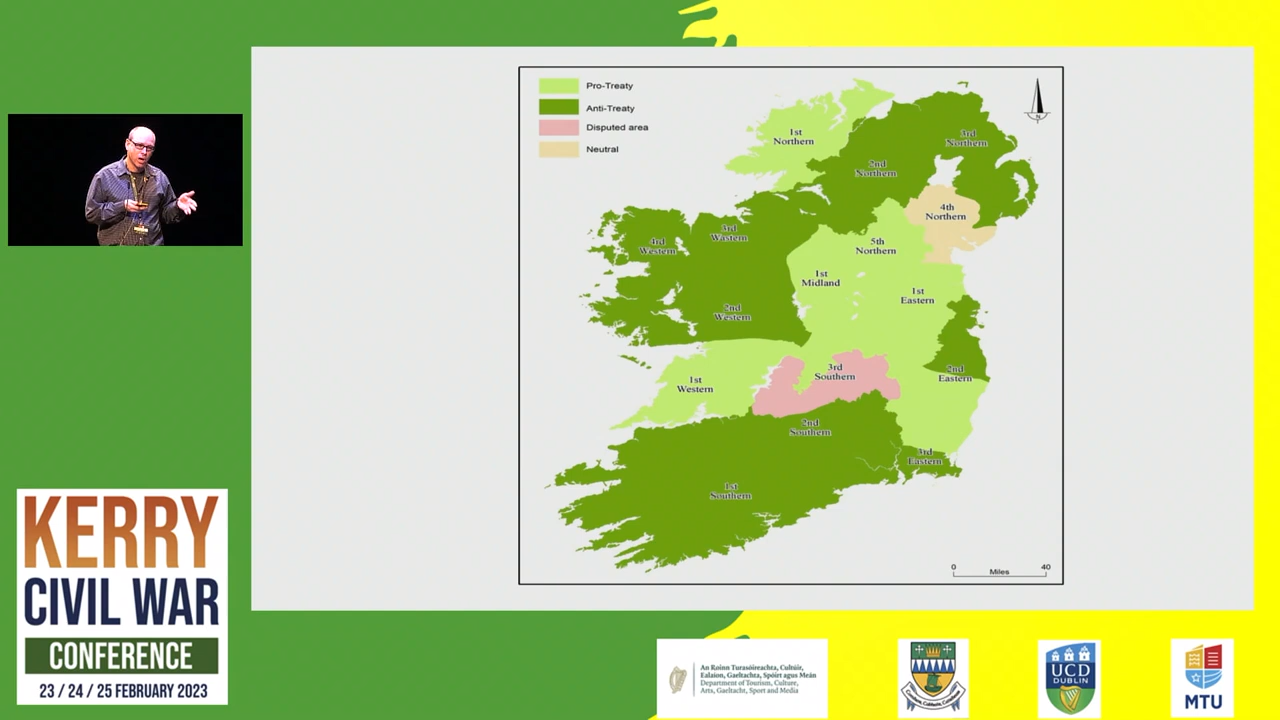 Pro-Treaty
Anti-Treaty
Disputed area
Neutral
1st
Northern
3rd
Northern
2nd
Northern
4th
Northern
N
4rd
Western
3rd
Wastern
5th
Northern
1st
Midland
1st
Eastern
2nd
Western
1st
Western
3rd
Southern
2nd
Eastern
2nd
Southern
3rd
Eastern
1st
Southern
0 40
Miles
KERRY
CIVIL WAR
CONFERENCE
23 / 24 / 25 FEBRUARY 2023
An Roinn Turasóireachta, Cultúir,
Ealaíon, Gaeltachta, Spóirt agus Meán
Department of Tourism, Culture,
Arts, Gaeltacht, Sport and Media
UCD
DUBLIN
MTU